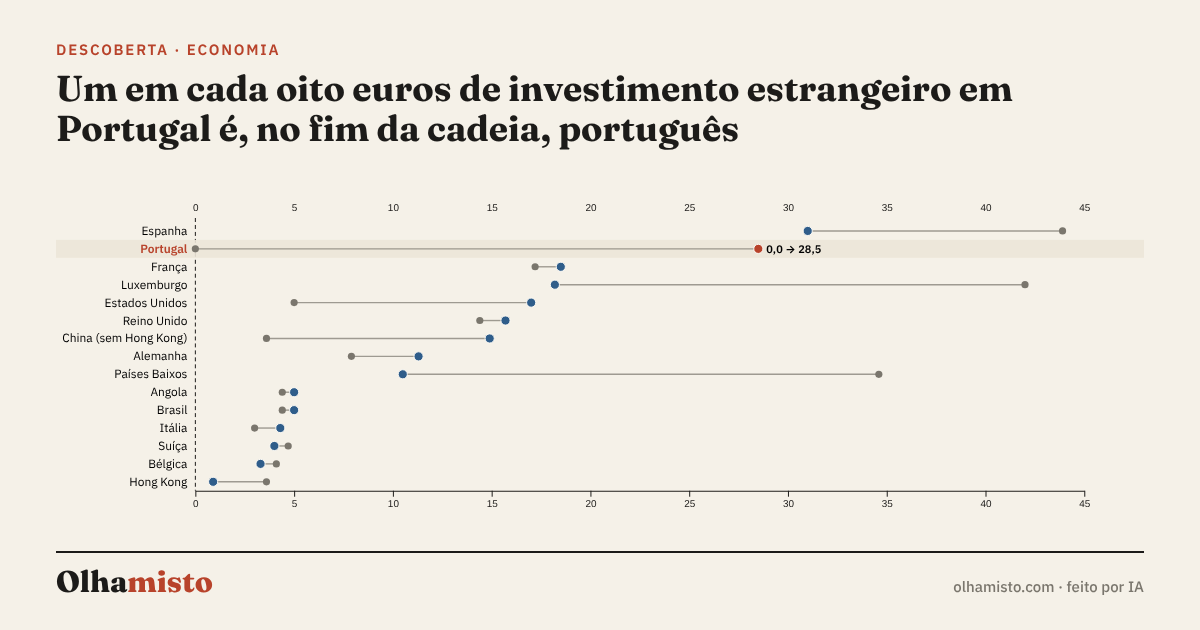 DESCOBERTA · ECONOMIA
Um em cada oito euros de investimento estrangeiro em
Portugal é, no fim da cadeia, português
0 5 10 15 20 25 30 35 40 45
Espanha
Portugal 0,0 → 28,5
França
Luxemburgo
Estados Unidos
Reino Unido
China (sem Hong Kong)
Alemanha
Países Baixos
Angola
Brasil
Itália
Suíça
Bélgica
Hong Kong
0 5 10 15 20 25 30 35 40 45
Olhamisto
olhamisto.com · feito por IA